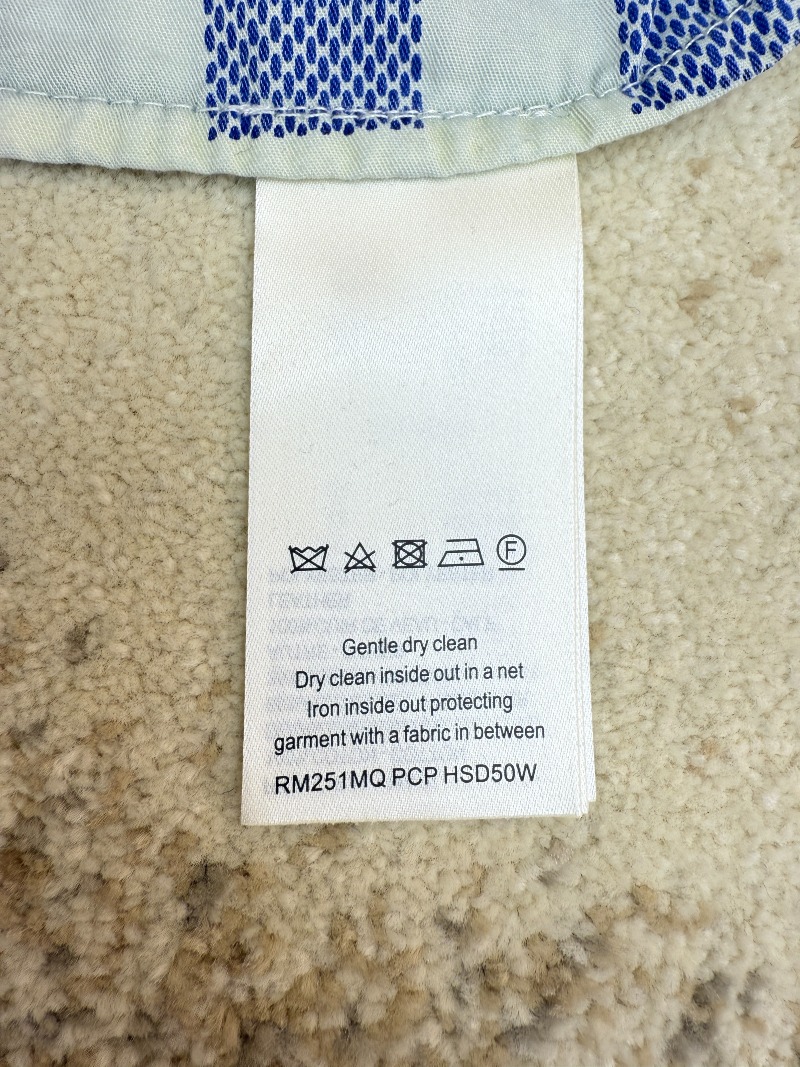 F
Gentle dry clean
Dry clean inside out in a net
Iron inside out protecting
garment with a fabric in between
RM251MQ PCP HSD50W